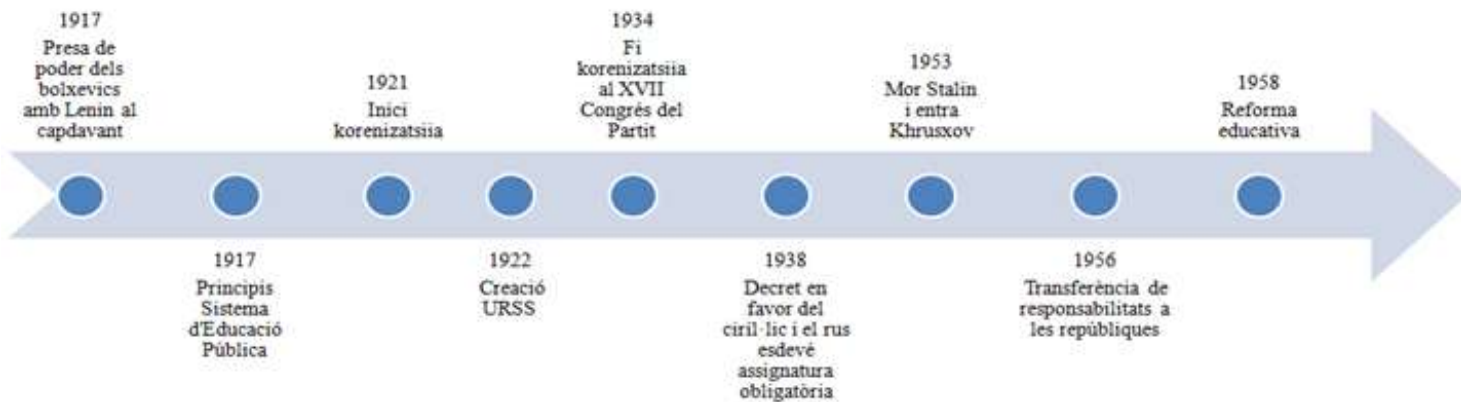 1917
Presa de
poder dels
bolxevics
amb Lenin al
capdavant
1917
Principis
Sistema
d'Educació
Pública
1921
Inici
korenizatsiia
1922
Creació
URSS
1934
Fi
korenizatsiia
al XVII
Congrés del
Partit
1938
Decret en
favor del
ciril·lic i el rus
esdevé
assignatura
obligatòria
1953
Mor Stalin
i entra
Khrusxov
1956
Transferència de
responsabilitats a
les repúbliques
1958
Reforma
educativa